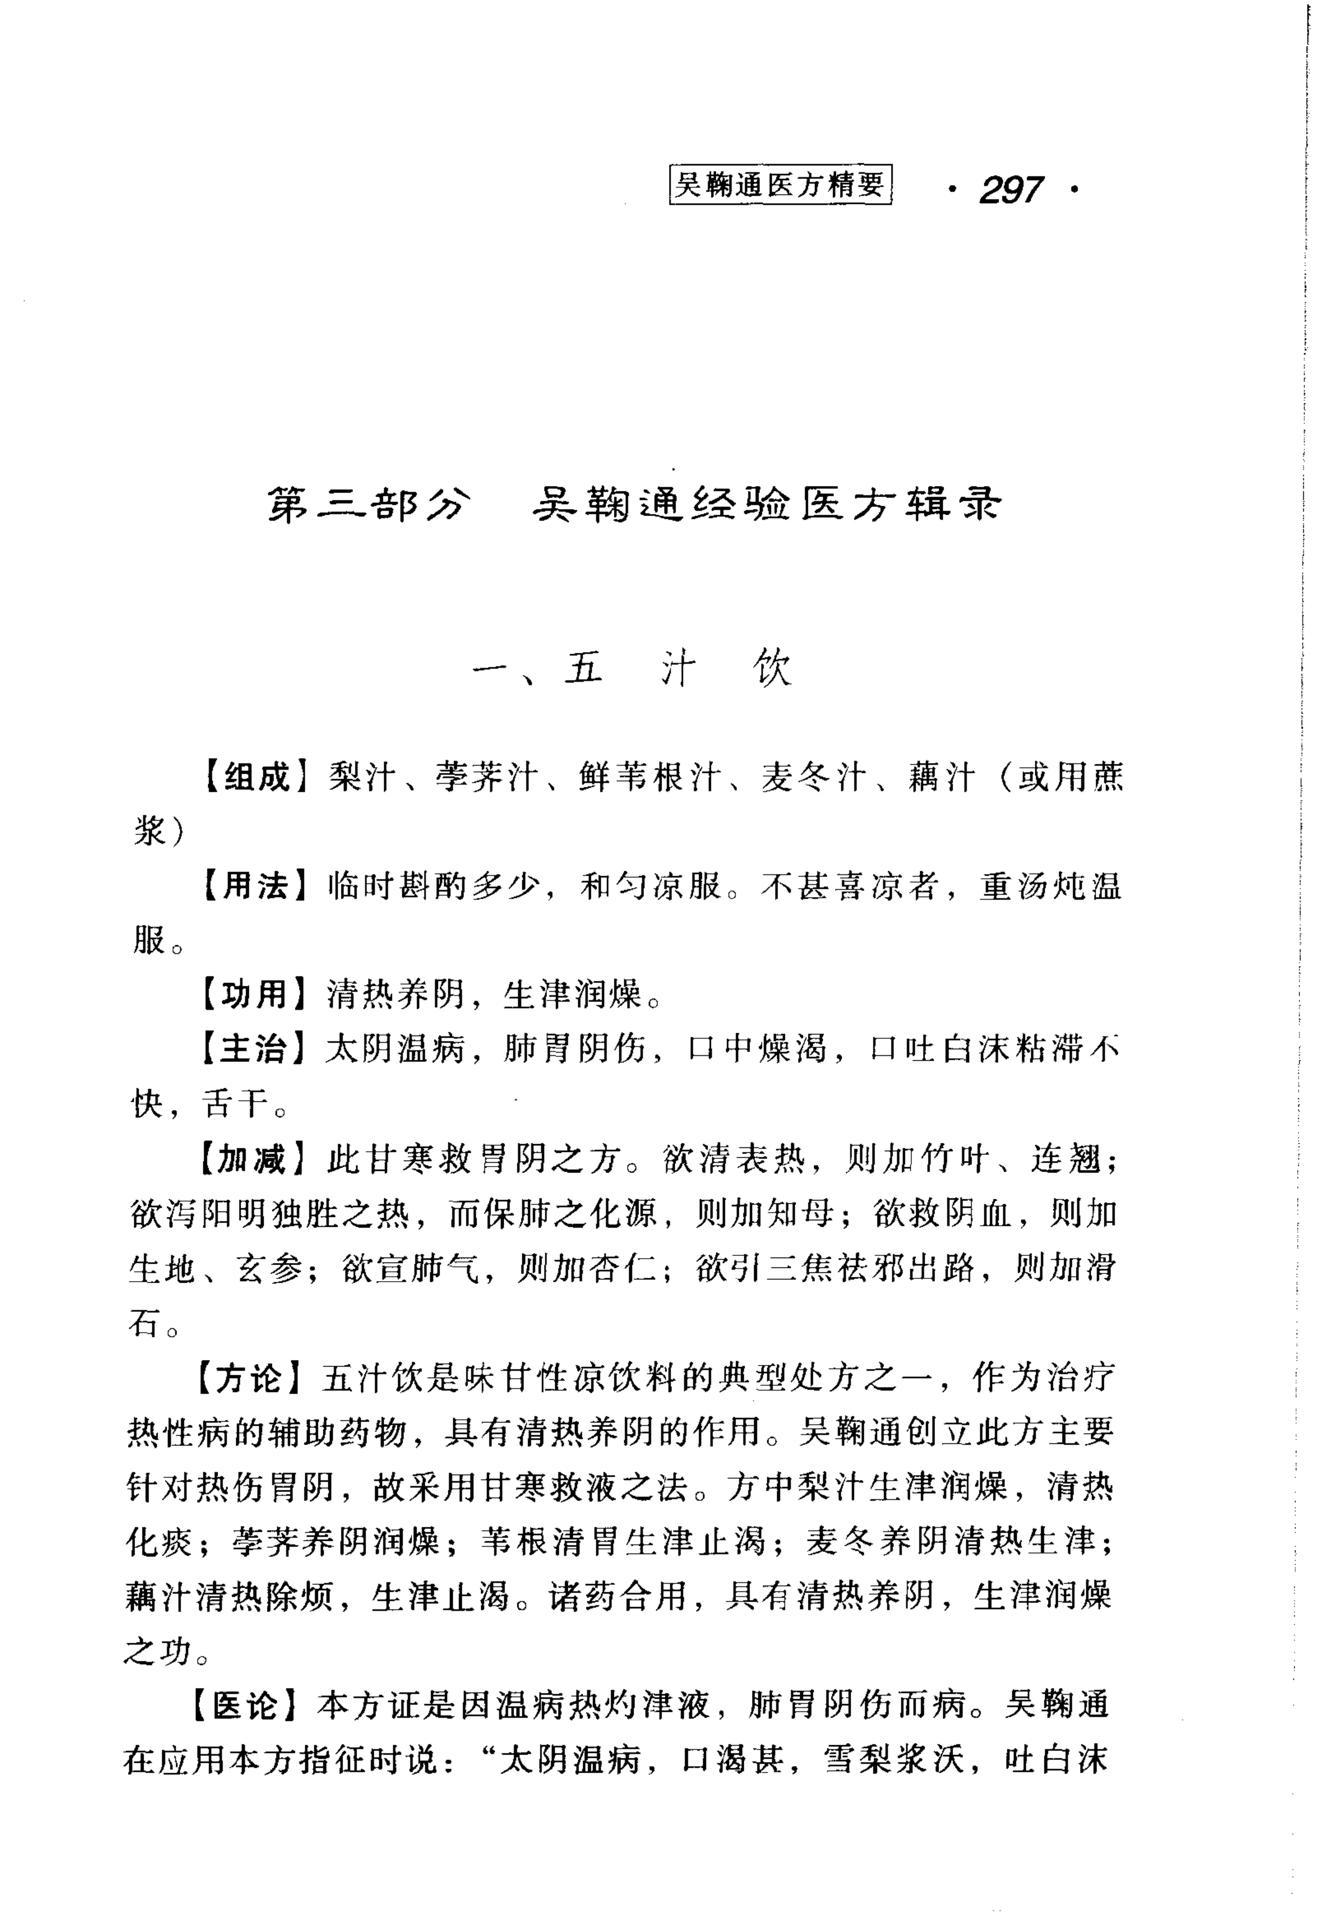 吴鞠通医方精要 · 297 ·
第三部分 吴鞠通经验医方辑录
一、五 汁 饮
【组成】梨汁、荸荠汁、鲜苇根汁、麦冬汁、藕汁（或用蔗
浆）
【用法】临时斟酌多少，和匀凉服。不甚喜凉者，重汤炖温
服。
【功用】清热养阴，生津润燥。
【主治】太阴温病，肺胃阴伤，口中燥渴，口吐白沫粘滞不
快，舌干。
【加减】此甘寒救胃阴之方。欲清表热，则加竹叶、连翘；
欲泻阳明独胜之热，而保肺之化源，则加知母；欲救阴血，则加
生地、玄参；欲宣肺气，则加杏仁；欲引三焦祛邪出路，则加滑
石。
【方论】五汁饮是味甘性凉饮料的典型处方之一，作为治疗
热性病的辅助药物，具有清热养阴的作用。吴鞠通创立此方主要
针对热伤胃阴，故采用甘寒救液之法。方中梨汁生津润燥，清热
化痰；荸荠养阴润燥；苇根清胃生津止渴；麦冬养阴清热生津；
藕汁清热除烦，生津止渴。诸药合用，具有清热养阴，生津润燥
之功。
【医论】本方证是因温病热灼津液，肺胃阴伤而病。吴鞠通
在应用本方指征时说：“太阴温病，口渴甚，雪梨浆沃，吐白沫